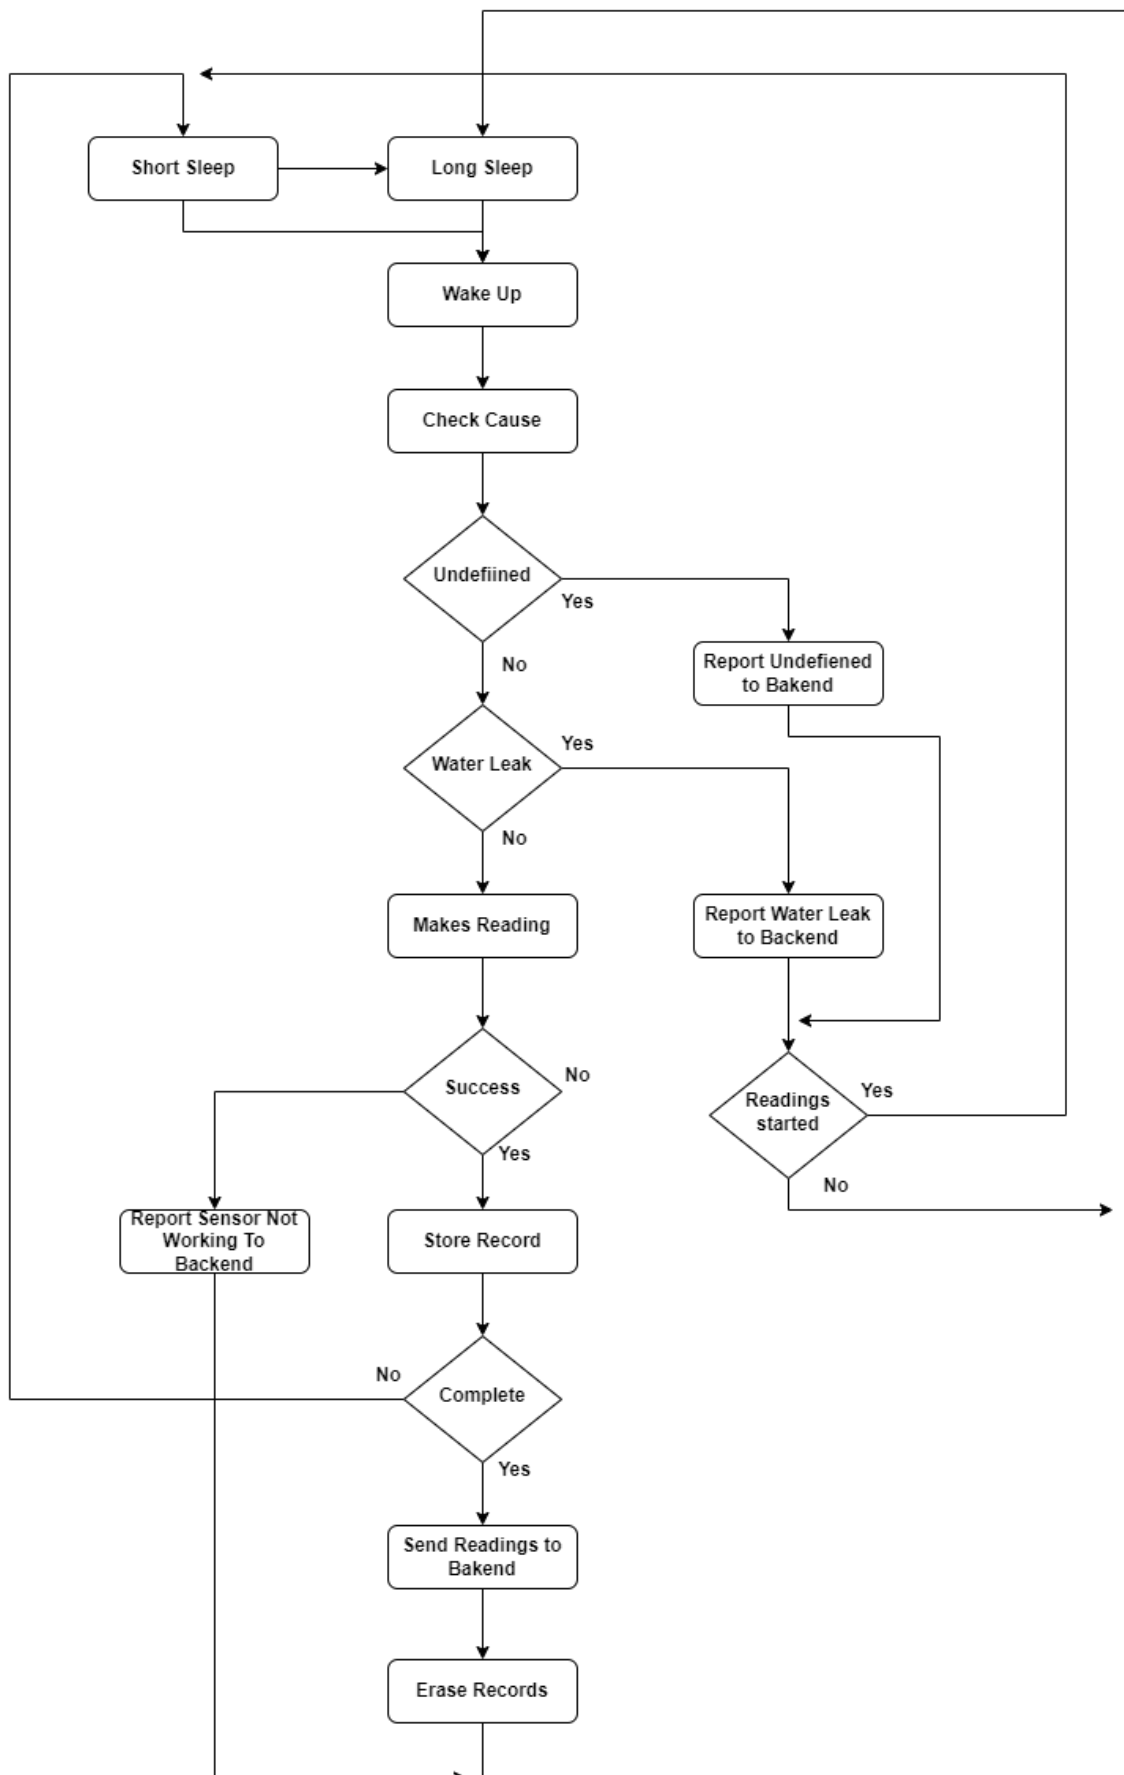 Short Sleep
Long Sleep
Wake Up
Check Cause
Undefiined
Yes
No
Report Undefiened
to Bakend
Water Leak
Yes
No
Makes Reading
Report Water Leak
to Backend
Success
No
Yes
Readings
started
Yes
No
Report Sensor Not
Working To
Backend
Store Record
No
Complete
Yes
Send Readings to
Bakend
Erase Records